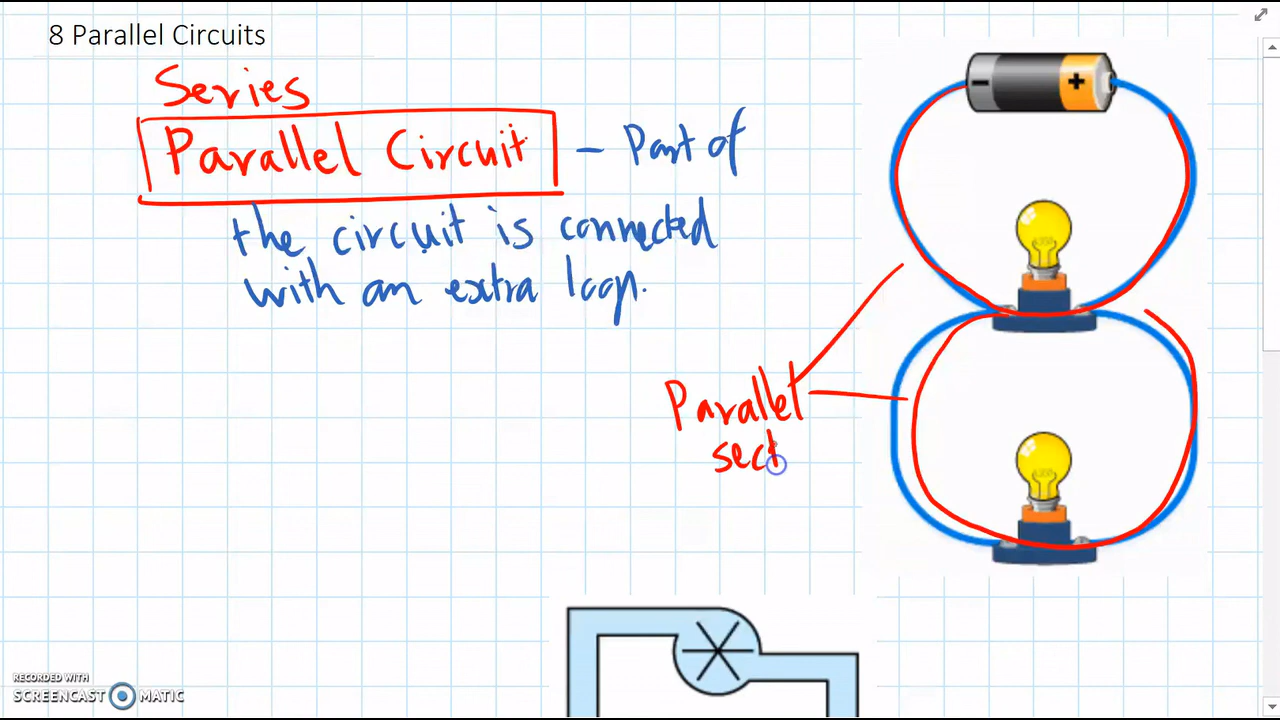 8 Parallel Circuits
Series
Parallel Circuit – Part of
the circuit is connected
with an extra loop.
- +
Parallel
sect
RECORDED WITH
SCREENCAST MATIC